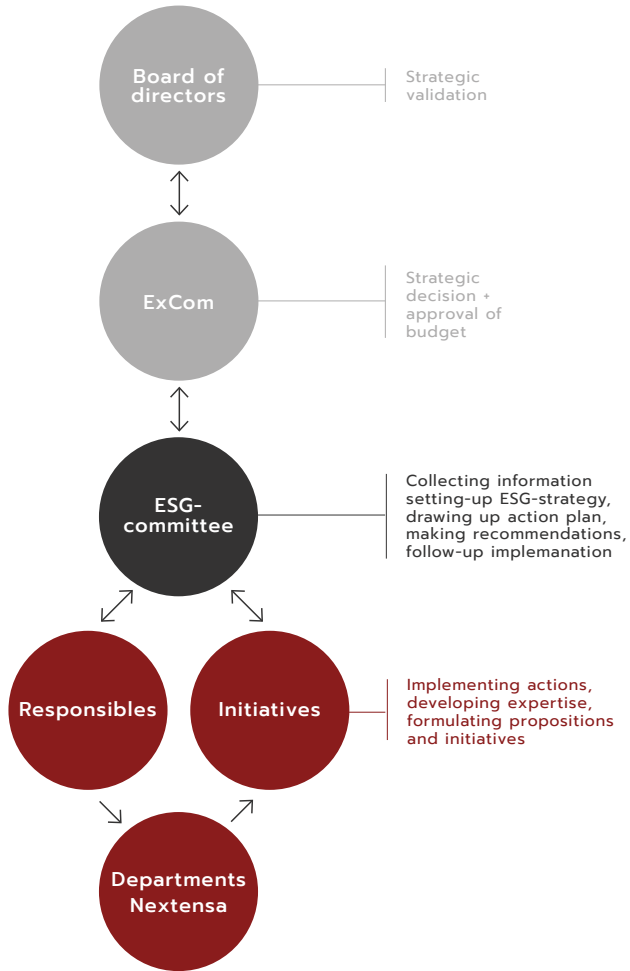 Board of
directors
Strategic
validation
ExCom
Strategic
decision +
approval of
budget
ESG-
committee
Collecting information
setting-up ESG-strategy,
drawing up action plan,
making recommendations,
follow-up implemanation
Responsibles
Initiatives
Implementing actions,
developing expertise,
formulating propositions
and initiatives
Departments
Nextensa